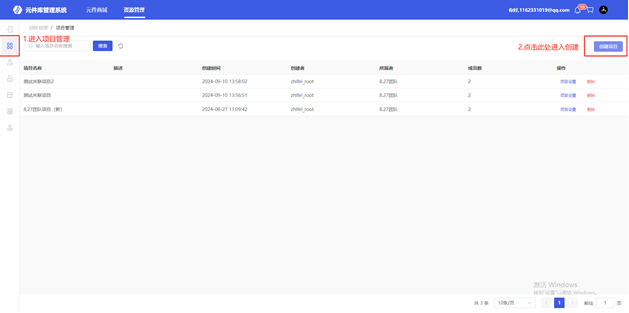 元件库管理系统 元件商城 资源管理 你好,1162331019@qq.com
项目管理
1.进入项目管理
输入项目名称搜索 搜索
2.点击此处进入创建 创建项目
项目名称 描述 创建时间 创建者 所属者 成员数 操作
测试关联项目2 2024-09-10 13:58:02 zhifei_root 8.27团队 2 项目设置 删除
测试关联项目 2024-09-10 13:56:51 zhifei_root 8.27团队 2 项目设置 删除
8.27团队项目（新） 2024-08-27 11:09:42 zhifei_root 8.27团队 2 项目设置 删除
激活 Windows
转到"设置"以激活 Windows。
共 3 条 10条/页 1 前往 1 页